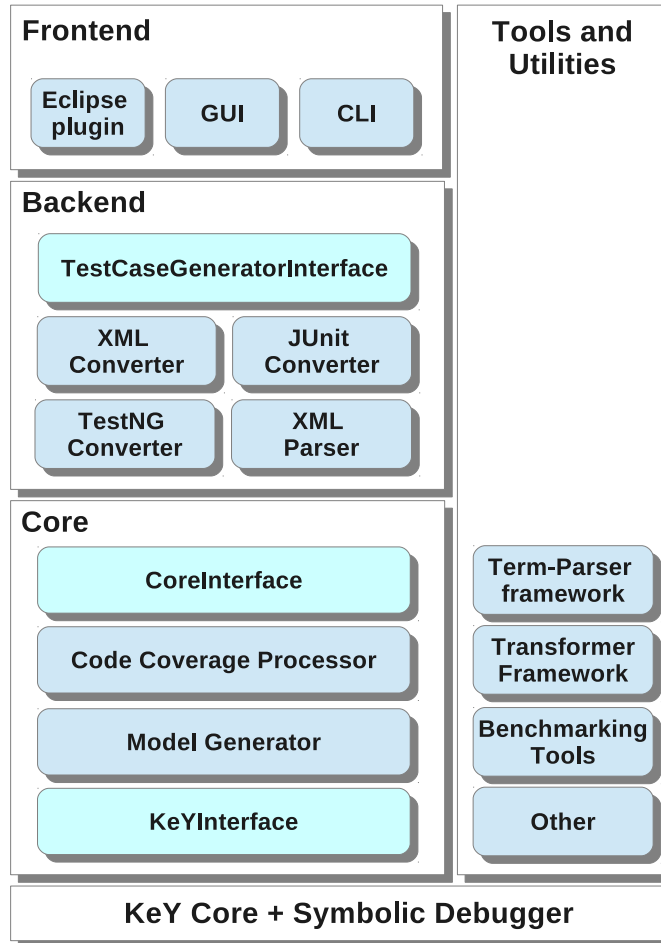 Frontend
Eclipse
plugin
GUI
CLI
Backend
TestCaseGeneratorInterface
XML
Converter
JUnit
Converter
TestNG
Converter
XML
Parser
Core
CoreInterface
Code Coverage Processor
Model Generator
KeYInterface
Tools and
Utilities
Term-Parser
framework
Transformer
Framework
Benchmarking
Tools
Other
KeY Core + Symbolic Debugger